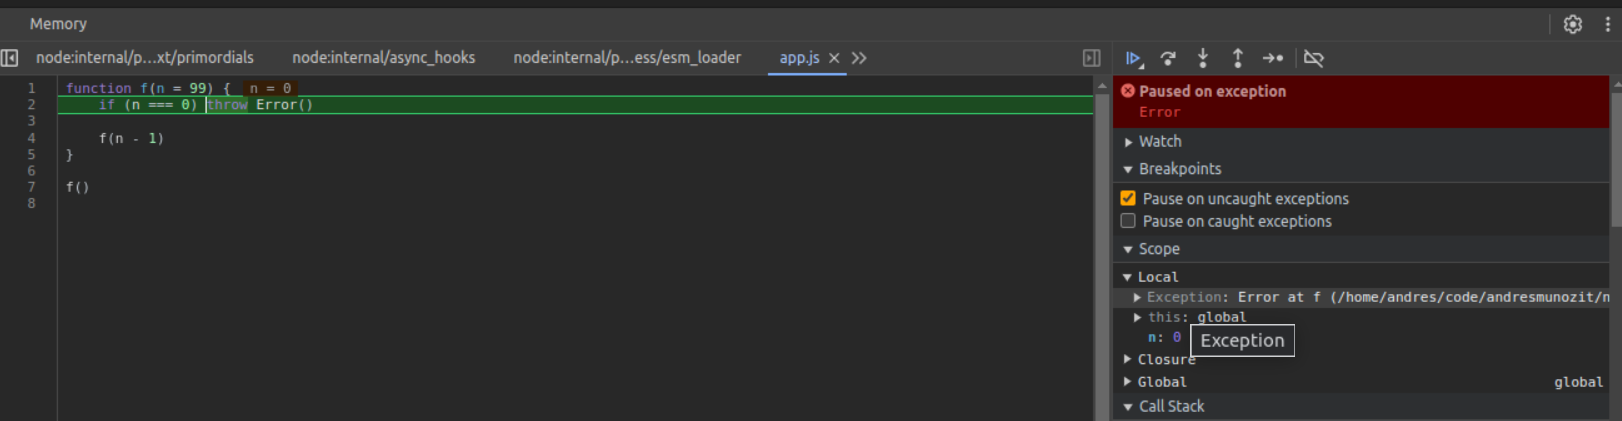 Memory
node:internal/p...xt/primordials node:internal/async_hooks node:internal/p...ess/esm_loader app.js
1 function f(n = 99) { n = 0
2 if (n === 0) throw Error()
3
4 f(n - 1)
5 }
6
7 f()
8
Paused on exception
Error
Watch
Breakpoints
Pause on uncaught exceptions
Pause on caught exceptions
Scope
Local
Exception: Error at f (/home/andres/code/andresmunozit/n
this: global
n: 0
Exception
Closure
Global global
Call Stack